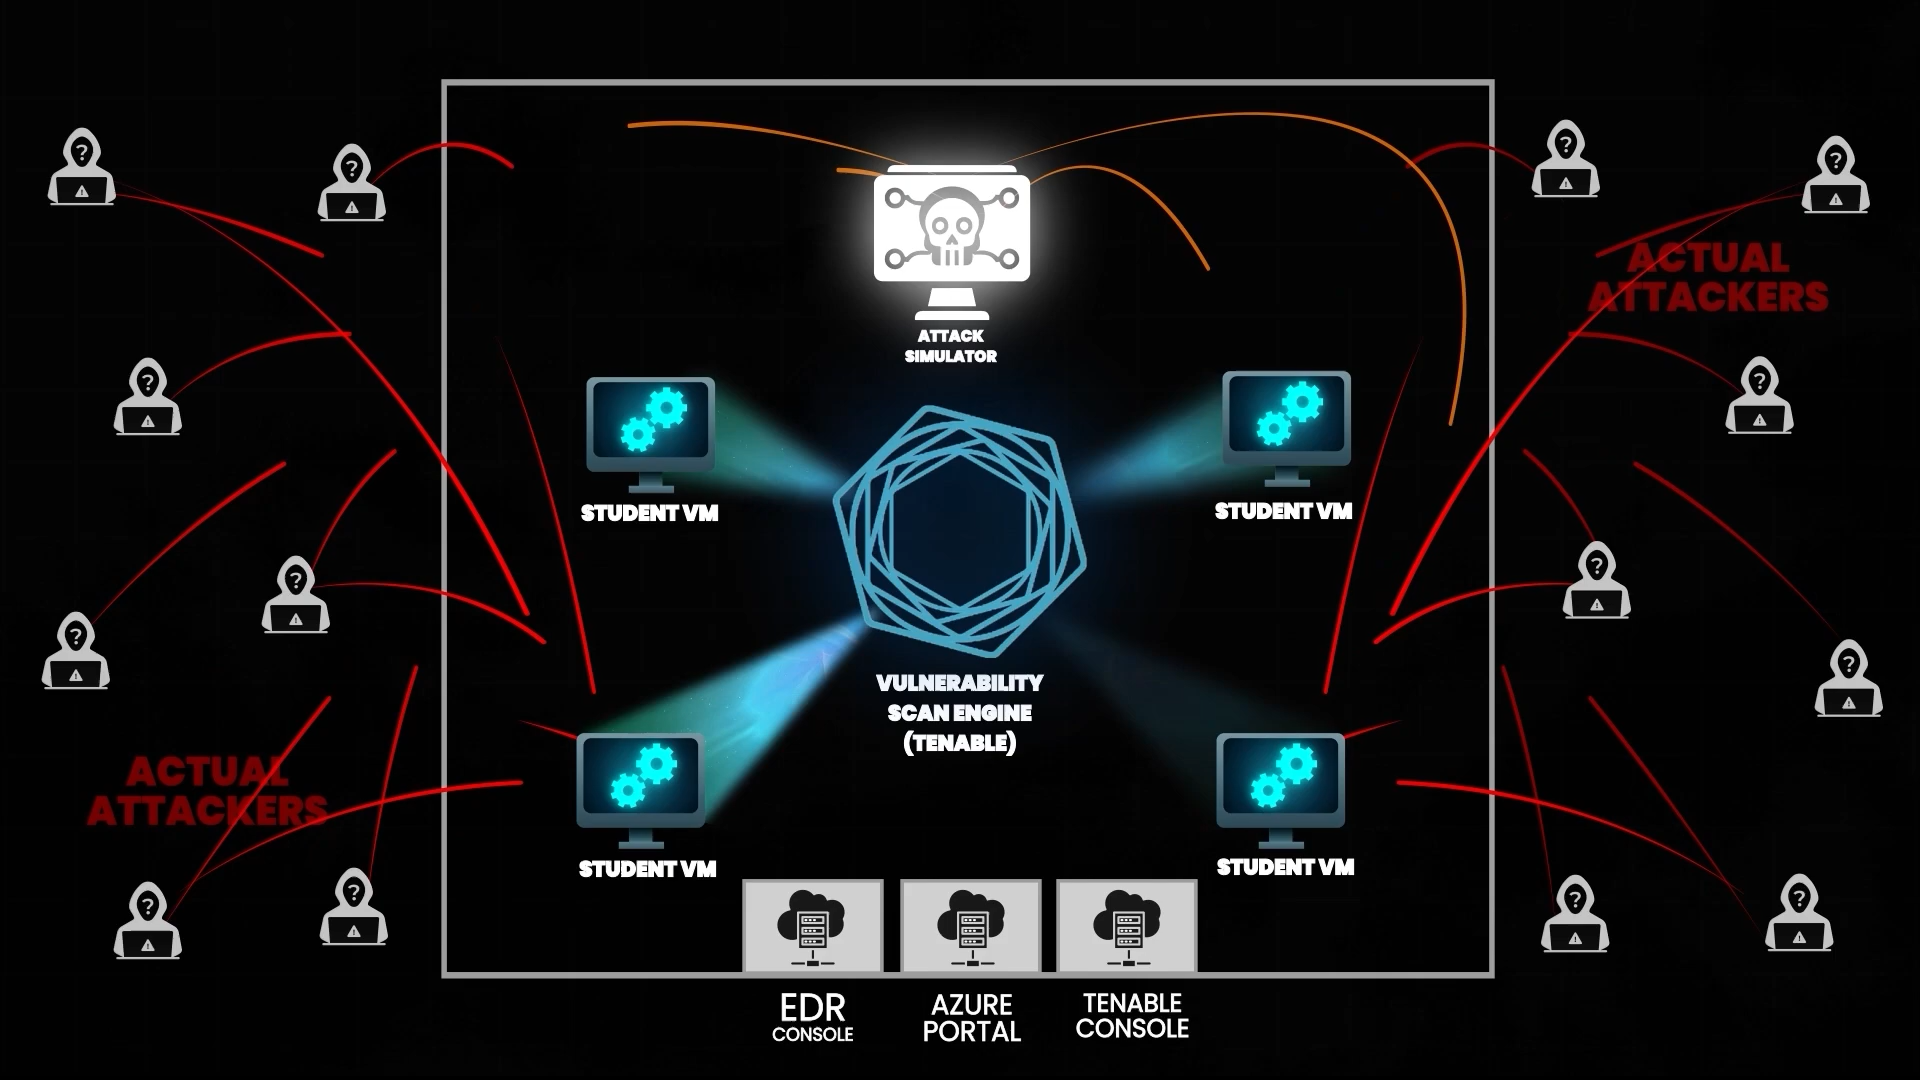 ACTUAL
ATTACKERS
ATTACK
SIMULATOR
STUDENT VM
STUDENT VM
VULNERABILITY
SCAN ENGINE
(TENABLE)
ACTUAL
ATTACKERS
STUDENT VM
STUDENT VM
EDR
CONSOLE
AZURE
PORTAL
TENABLE
CONSOLE